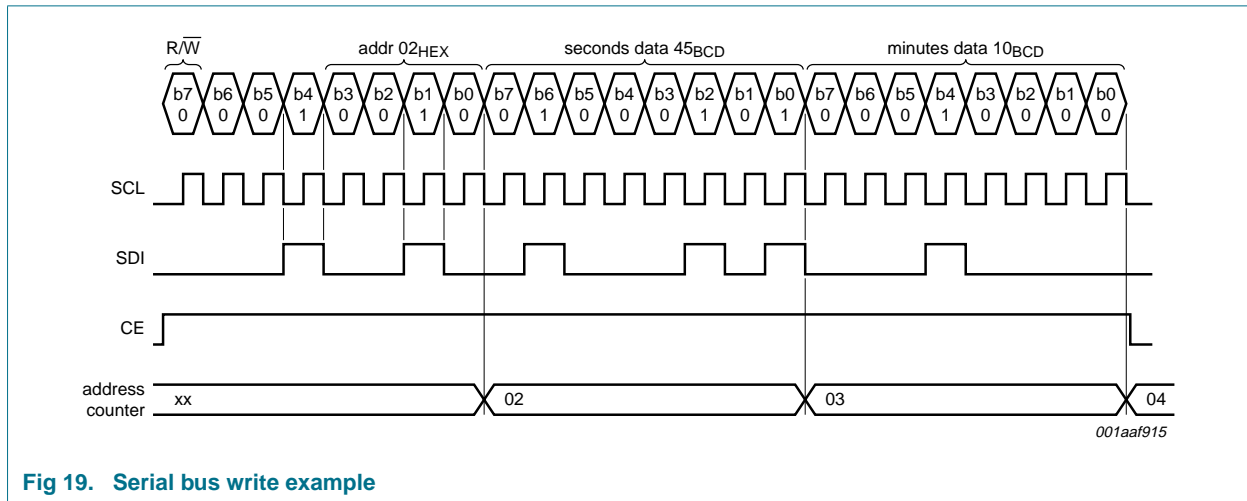 R/W addr 02HEX seconds data 45BCD minutes data 10BCD
b7 b6 b5 b4 b3 b2 b1 b0 b7 b6 b5 b4 b3 b2 b1 b0 b7 b6 b5 b4 b3 b2 b1 b0
0 0 0 1 0 0 1 0 0 1 0 0 0 1 0 1 0 0 0 1 0 0 0 0
SCL
SDI
CE
address
counter
xx 02 03 04
001aaf915
Fig 19. Serial bus write example